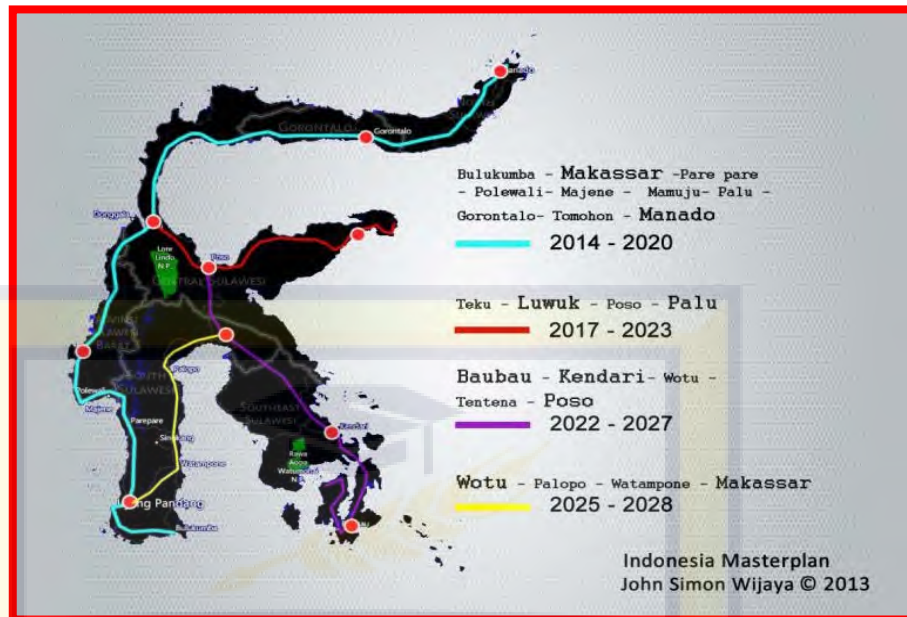 Manado
GORONTALO
Gorontalo
Donggala
Lore
Lindo
N.P.
Poso
CENTRAL SULAWESI
Palopo
SOUTH
SULAWESI
Polewali
Majene
Parepare
Watampone
SOUTHEAST
SULAWESI
Kendari
Rawa
Aopa
N.P.
Pandang
Bulukumba
Bulukumba - Makassar -Pare pare
- Polewali- Majene - Mamuju- Palu -
Gorontalo- Tomohon - Manado
2014 - 2020
Teku - Luwuk - Poso - Palu
2017 - 2023
Baubau - Kendari- Wotu -
Tentena - Poso
2022 - 2027
Wotu - Palopo - Watampone - Makassar
2025 - 2028
Indonesia Masterplan
John Simon Wijaya © 2013